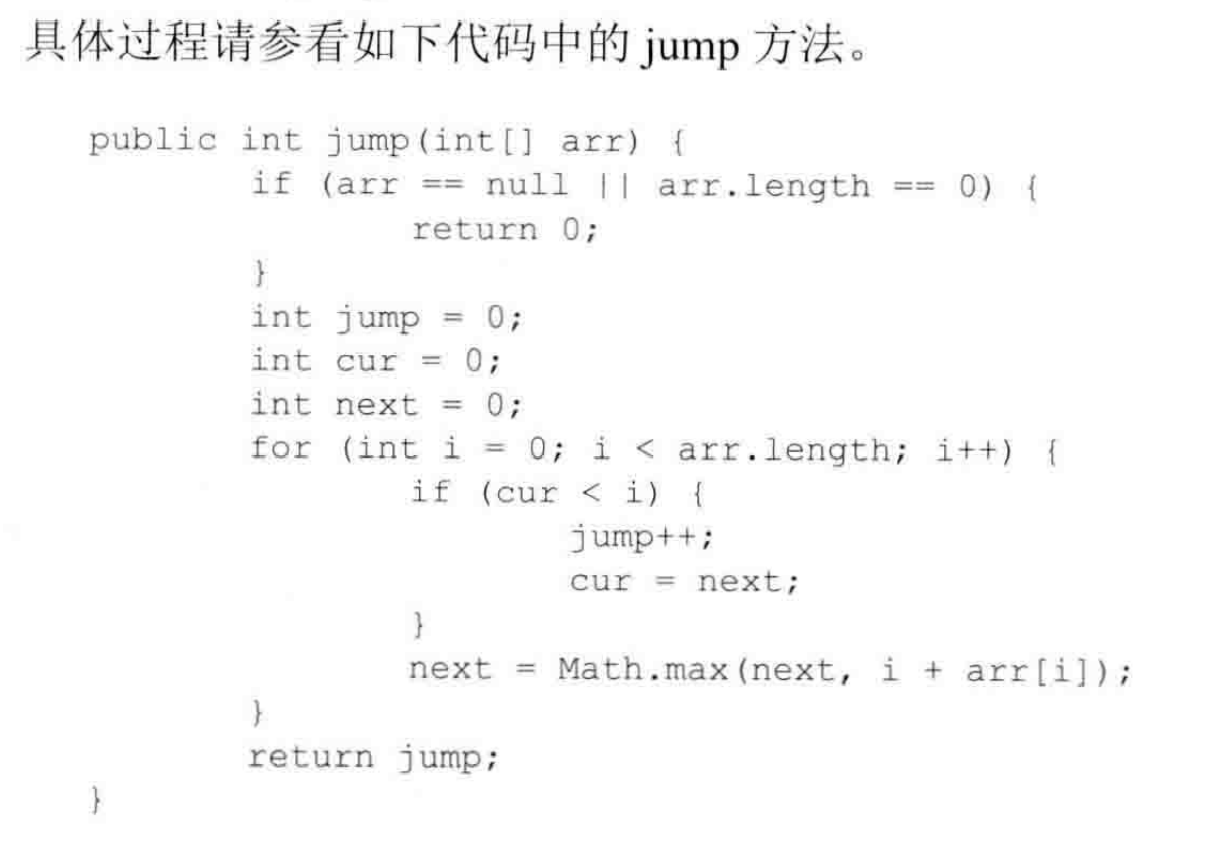 具体过程请参看如下代码中的 jump 方法。
public int jump(int[] arr) {
if (arr == null || arr.length == 0) {
return 0;
}
int jump = 0;
int cur = 0;
int next = 0;
for (int i = 0; i < arr.length; i++) {
if (cur < i) {
jump++;
cur = next;
}
next = Math.max(next, i + arr[i]);
}
return jump;
}